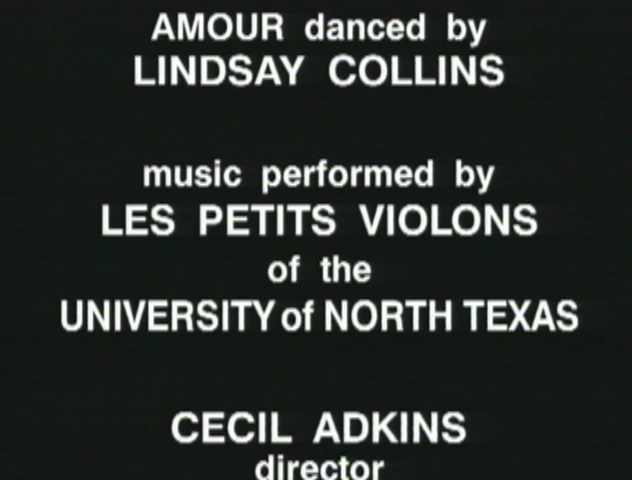 AMOUR danced by
LINDSAY COLLINS
music performed by
LES PETITS VIOLONS
of the
UNIVERSITY of NORTH TEXAS
CECIL ADKINS
director